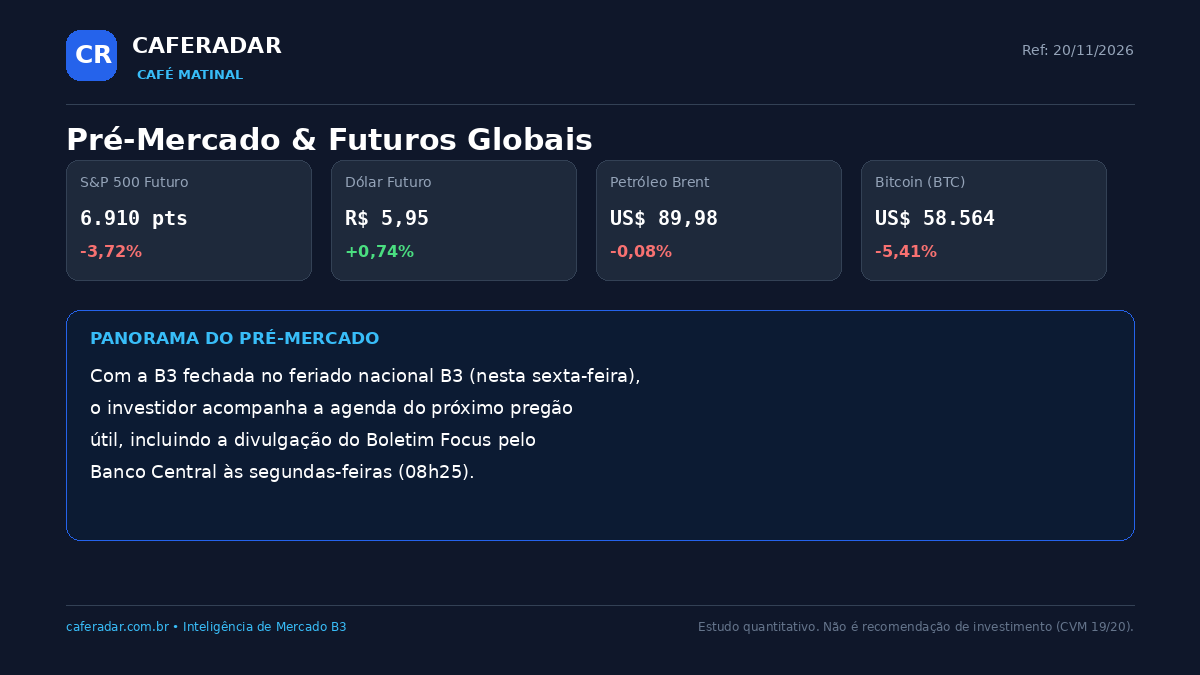 CR
CAFERADAR
CAFÉ MATINAL
Ref: 20/11/2026
Pré-Mercado & Futuros Globais
S&P 500 Futuro
6.910 pts
-3,72%
Dólar Futuro
R$ 5,95
+0,74%
Petróleo Brent
US$ 89,98
-0,08%
Bitcoin (BTC)
US$ 58.564
-5,41%
PANORAMA DO PRÉ-MERCADO
Com a B3 fechada no feriado nacional B3 (nesta sexta-feira),
o investidor acompanha a agenda do próximo pregão
útil, incluindo a divulgação do Boletim Focus pelo
Banco Central às segundas-feiras (08h25).
caferadar.com.br • Inteligência de Mercado B3
Estudo quantitativo. Não é recomendação de investimento (CVM 19/20).